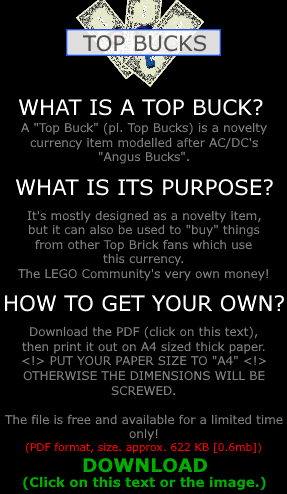 TOP BUCKS
WHAT IS A TOP BUCK?
A "Top Buck" (pl. Top Bucks) is a novelty
currency item modelled after AC/DC's
"Angus Bucks".
WHAT IS ITS PURPOSE?
It's mostly designed as a novelty item,
but it can also be used to "buy" things
from other Top Brick fans which use
this currency.
The LEGO Community's very own money!
HOW TO GET YOUR OWN?
Download the PDF (click on this text),
then print it out on A4 sized thick paper.
<!> PUT YOUR PAPER SIZE TO "A4" <!>
OTHERWISE THE DIMENSIONS WILL BE
SCREWED.
The file is free and available for a limited time
only!
(PDF format, size. approx. 622 KB [0,6mb])
DOWNLOAD
(Click on this text or the image.)